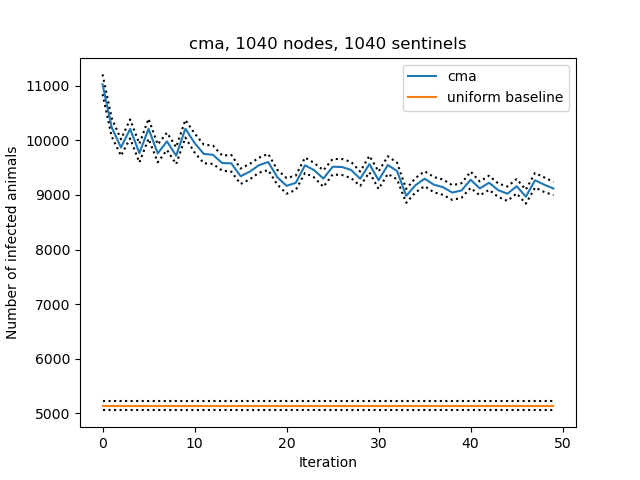 cma, 1040 nodes, 1040 sentinels
cma
uniform baseline
11000
10000
9000
8000
7000
6000
5000
Number of infected animals
0 10 20 30 40 50
Iteration